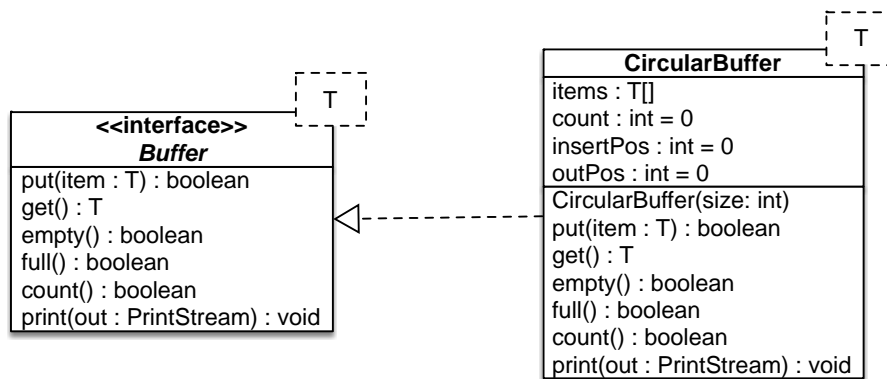 T
<<interface>>
Buffer
put(item : T) : boolean
get() : T
empty() : boolean
full() : boolean
count() : boolean
print(out : PrintStream) : void
T
CircularBuffer
items : T[]
count : int = 0
insertPos : int = 0
outPos : int = 0
CircularBuffer(size: int)
put(item : T) : boolean
get() : T
empty() : boolean
full() : boolean
count() : boolean
print(out : PrintStream) : void